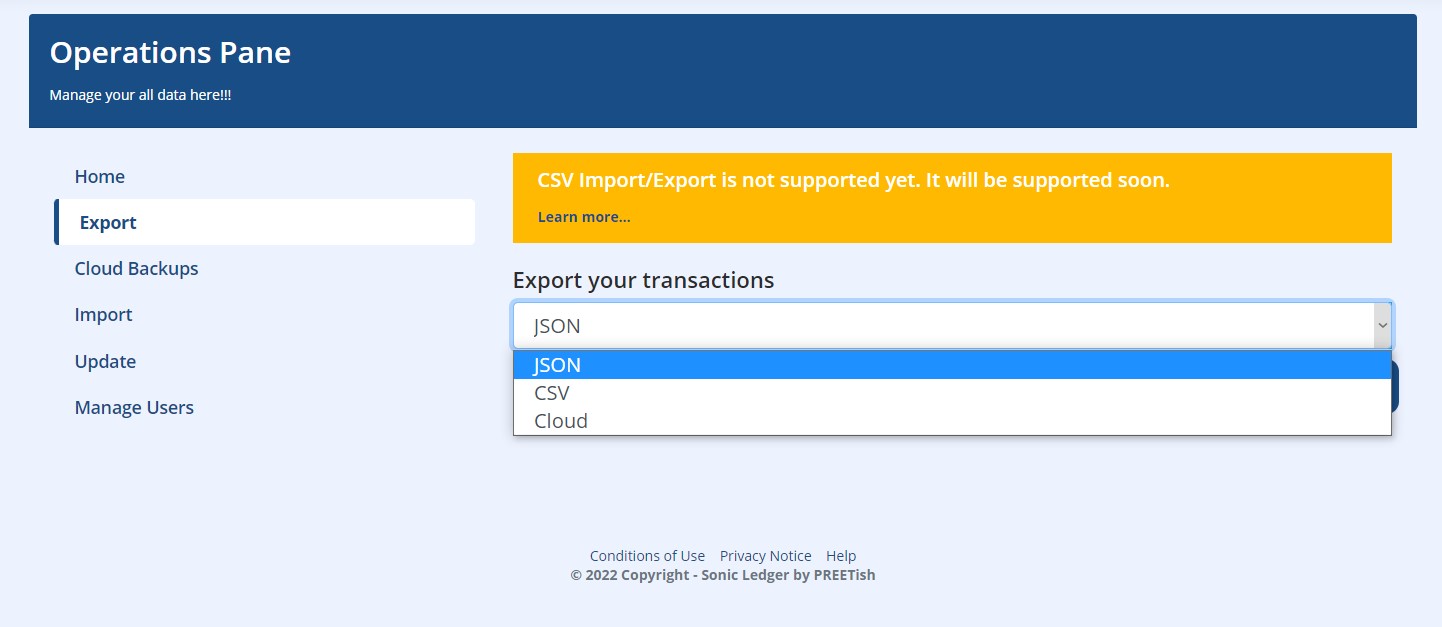 Operations Pane
Manage your all data here!!!
Home
Export
Cloud Backups
Import
Update
Manage Users
CSV Import/Export is not supported yet. It will be supported soon.
Learn more...
Export your transactions
JSON
JSON
CSV
Cloud
Conditions of Use Privacy Notice Help
© 2022 Copyright - Sonic Ledger by PREETish